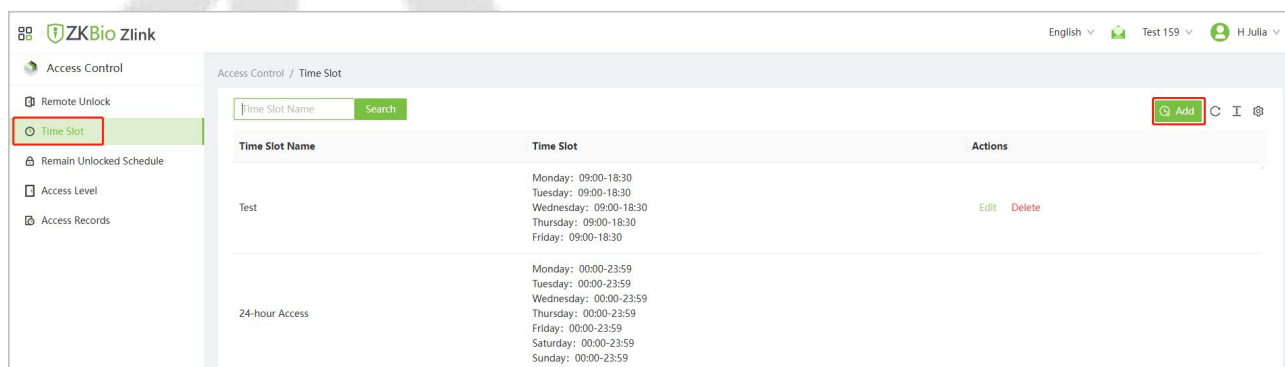 ZKBio Zlink
English
Test 159
H Julia
Access Control
Access Control / Time Slot
Remote Unlock
Time Slot
Remain Unlocked Schedule
Access Level
Access Records
Time Slot Name
Search
Add
Time Slot Name
Time Slot
Actions
Test
Monday: 09:00-18:30
Tuesday: 09:00-18:30
Wednesday: 09:00-18:30
Thursday: 09:00-18:30
Friday: 09:00-18:30
Edit
Delete
24-hour Access
Monday: 00:00-23:59
Tuesday: 00:00-23:59
Wednesday: 00:00-23:59
Thursday: 00:00-23:59
Friday: 00:00-23:59
Saturday: 00:00-23:59
Sunday: 00:00-23:59